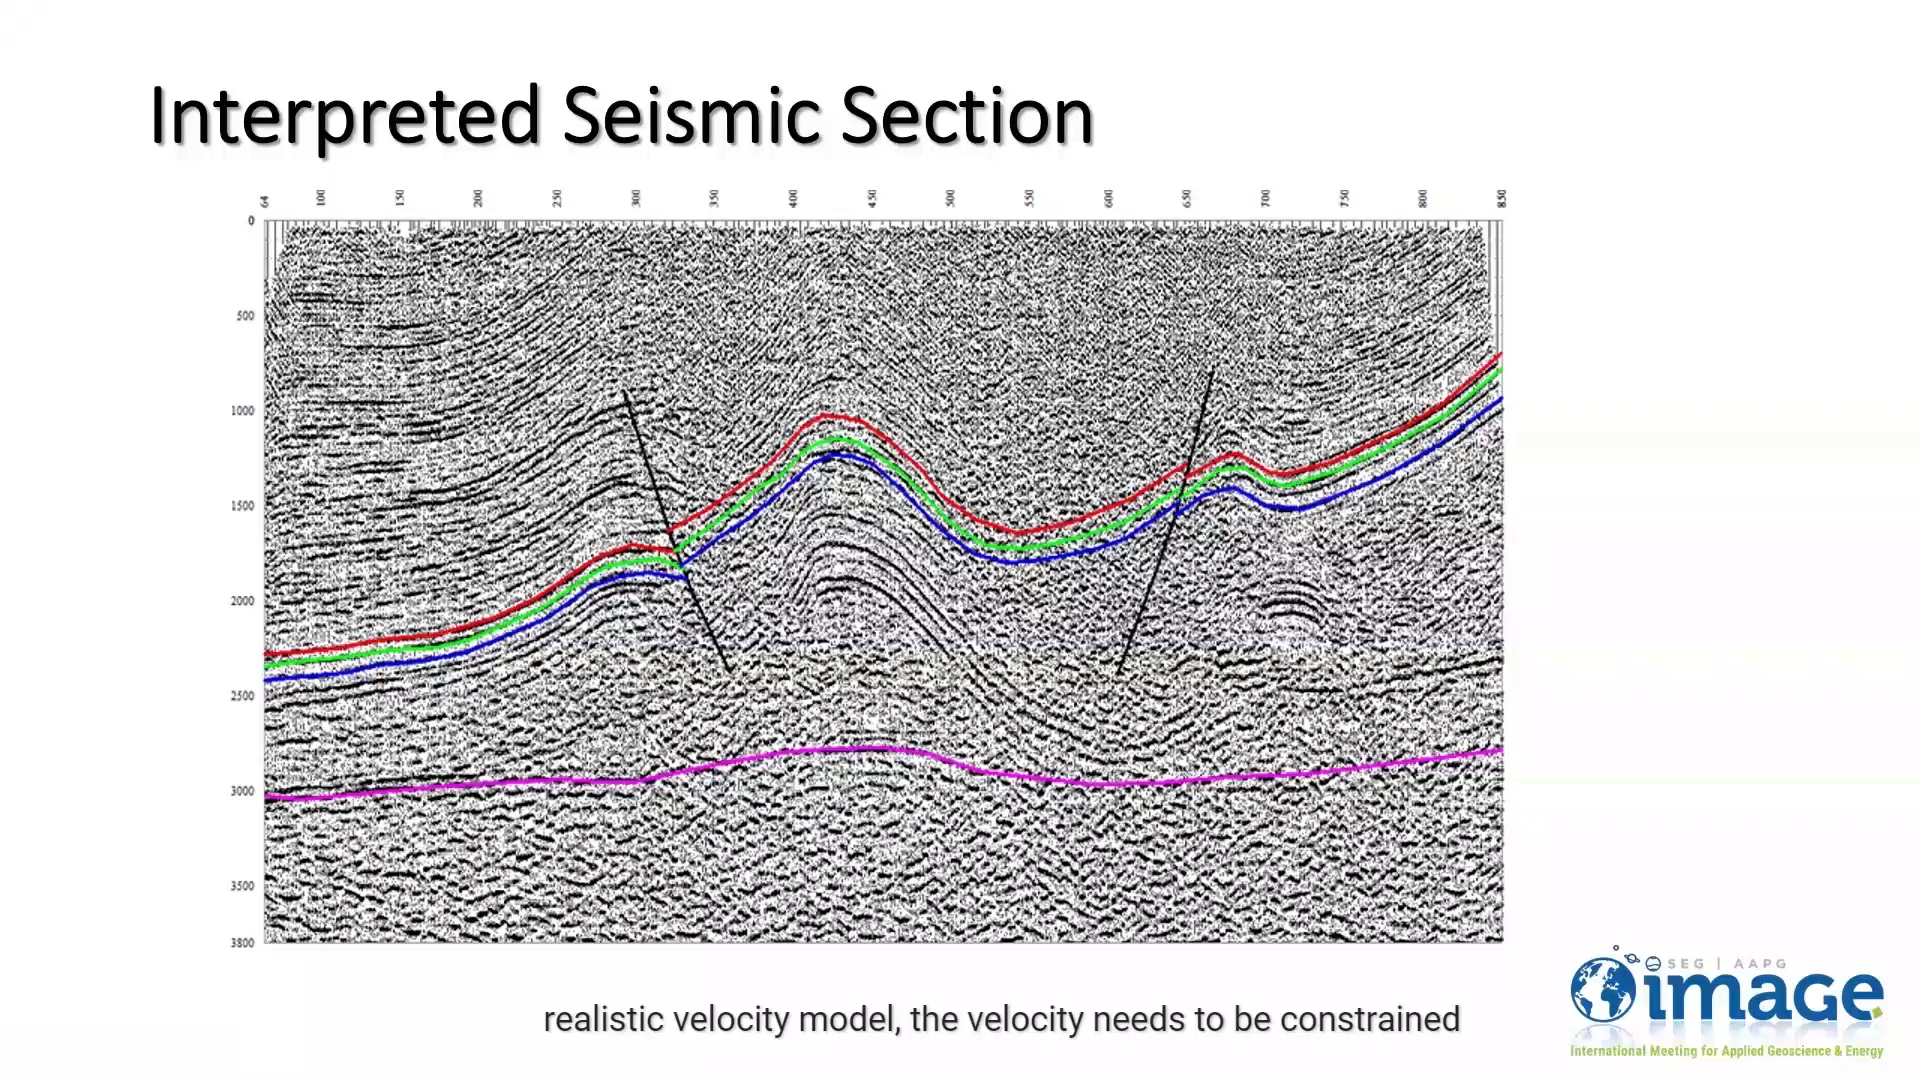 Interpreted Seismic Section
64 100 150 200 250 300 350 400 450 500 550 600 650 700 750 800 850
0
500
1000
1500
2000
2500
3000
3500
3800
SEG | AAPG
image
realistic velocity model, the velocity needs to be constrained
International Meeting for Applied Geoscience & Energy